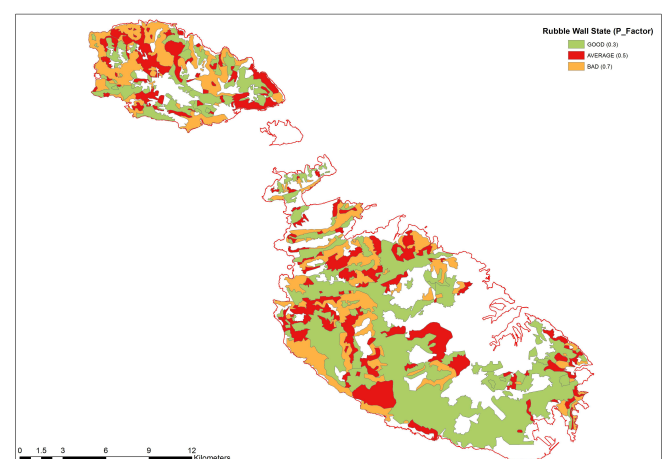 Rubble Wall State (P_Factor)
GOOD (0.3)
AVERAGE (0.5)
BAD (0.7)
0 1.5 3 6 9 12
Kilometers